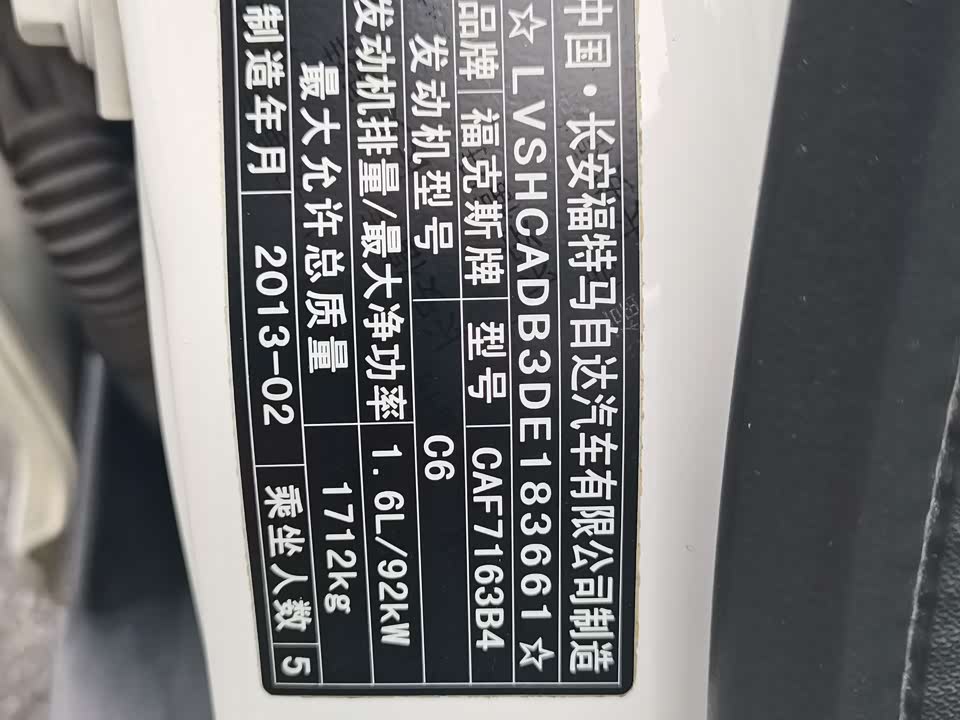 中国·长安福特马自达汽车有限公司制造
☆LVSHCADB3DE183661☆
品牌 福克斯牌 型号 CAF7163B4
发动机型号 C6
发动机排量/最大净功率 1.6L/92kW
最大允许总质量 1712kg
制造年月 2013-02 乘坐人数 5